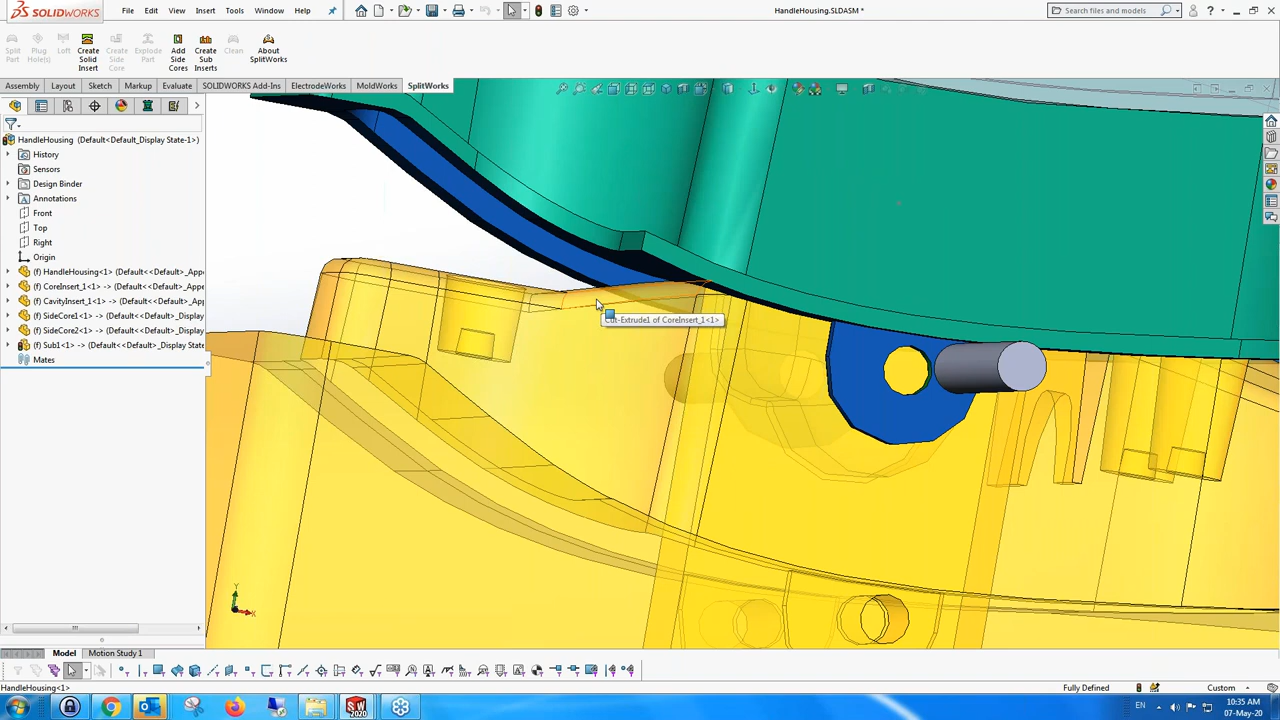 SOLIDWORKS
File
Edit
View
Insert
Tools
Window
Help
HandleHousing.SLDASM *
Search files and models
Split
Part
Plug
Hole(s)
Loft
Create
Solid
Insert
Create
Side
Core
Explode
Part
Add
Side
Cores
Create
Sub
Inserts
Clean
About
SplitWorks
Assembly
Layout
Sketch
Markup
Evaluate
SOLIDWORKS Add-Ins
ElectrodeWorks
MoldWorks
SplitWorks
HandleHousing (Default<Default_Display State-1>)
History
Sensors
Design Binder
Annotations
Front
Top
Right
Origin
(f) HandleHousing<1> (Default<<Default>_Appe
(f) CoreInsert_1<1> -> (Default<<Default>_App
(f) CavityInsert_1<1> -> (Default<<Default>_Ap
(f) SideCore1<1> -> (Default<<Default>_Displa
(f) SideCore2<1> -> (Default<<Default>_Displa
(f) Sub1<1> -> (Default<<Default>_Display State
Mates
Cut-Extrude1 of CoreInsert_1<1>
Y
X
Model
Motion Study 1
HandleHousing<1>
Fully Defined
Custom
SW
2020
10:35 AM
07-May-20